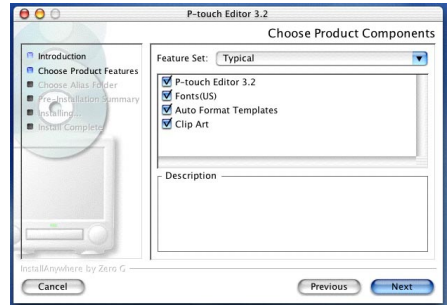 P-touch Editor 3.2
Choose Product Components
Introduction
Choose Product Features
Choose Alias Folder
Pre-Installation Summary
Installing...
Install Complete
Feature Set: Typical
P-touch Editor 3.2
Fonts(US)
Auto Format Templates
Clip Art
Description
InstallAnywhere by Zero G
Cancel
Previous
Next